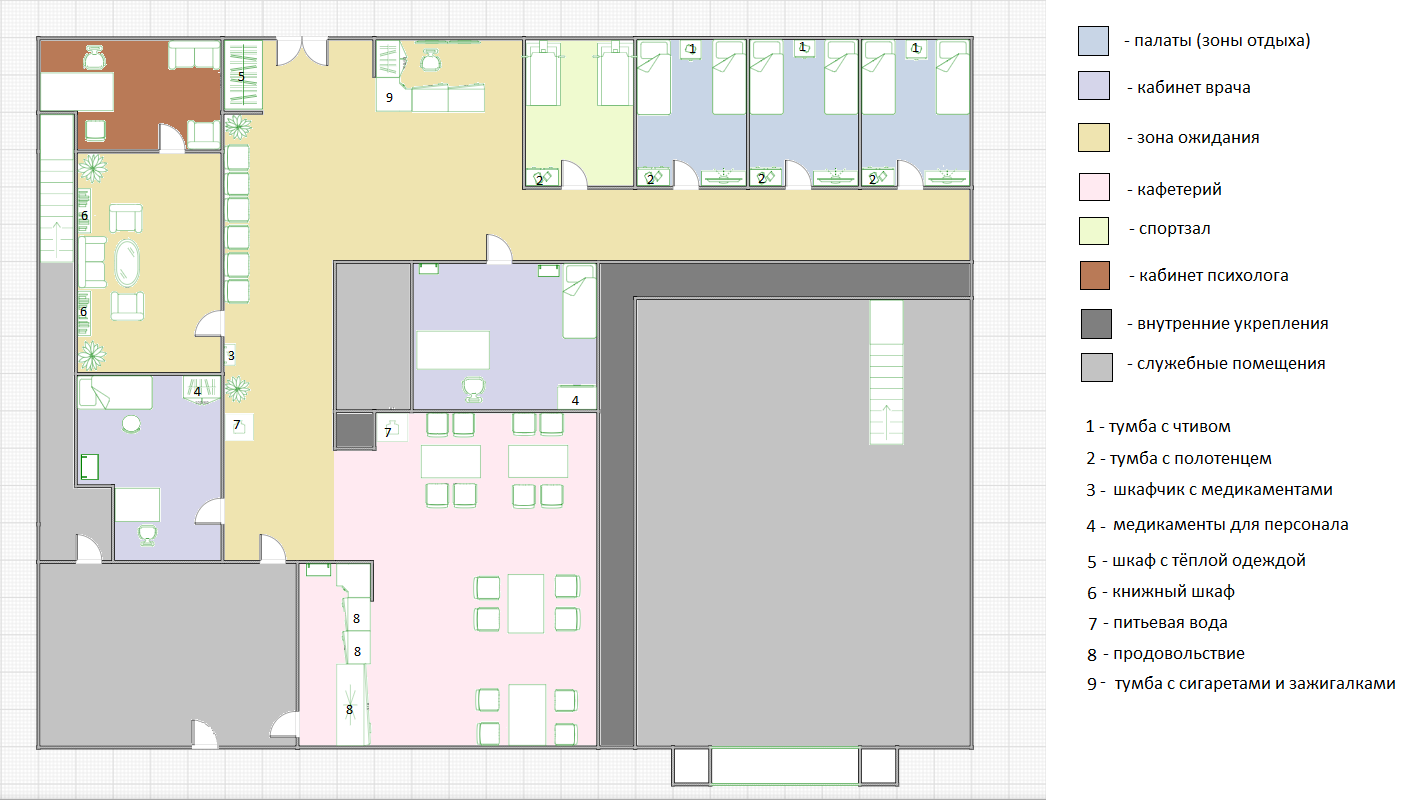 5
9
1
1
1
2
2
2
2
6
6
3
4
7
4
7
8
8
8
- палаты (зоны отдыха)
- кабинет врача
- зона ожидания
- кафетерий
- спортзал
- кабинет психолога
- внутренние укрепления
- служебные помещения
1 - тумба с чтивом
2 - тумба с полотенцем
3 - шкафчик с медикаментами
4 - медикаменты для персонала
5 - шкаф с тёплой одеждой
6 - книжный шкаф
7 - питьевая вода
8 - продовольствие
9 - тумба с сигаретами и зажигалками